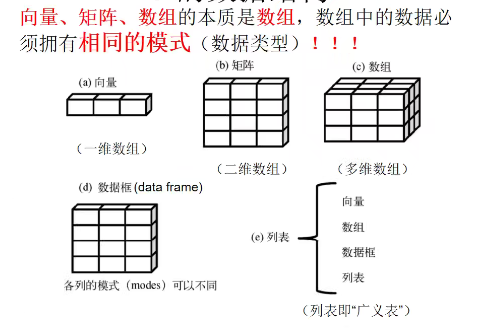 向量、矩阵、数组的本质是数组，数组中的数据必
须拥有相同的模式（数据类型）！！！
(a) 向量
(b) 矩阵
(c) 数组
（一维数组）
（二维数组）
（多维数组）
(d) 数据框(data frame)
各列的模式（modes）可以不同
(e) 列表
向量
数组
数据框
列表
（列表即“广义表”）